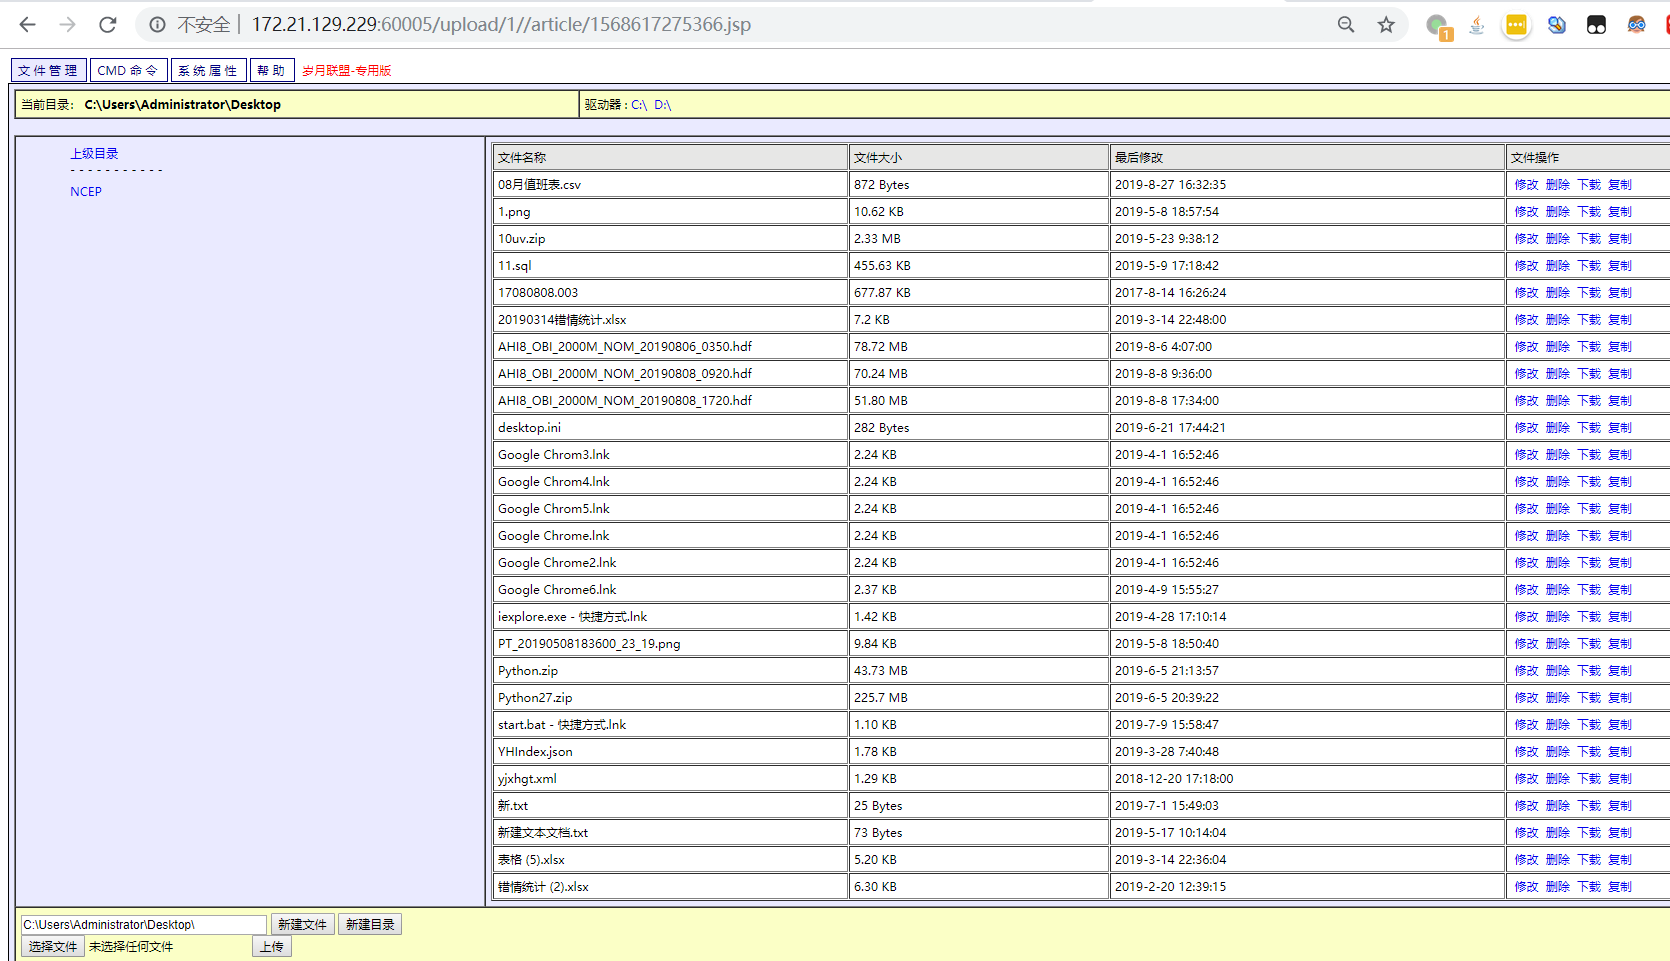 不安全 | 172.21.129.229:60005/upload/1//article/1568617275366.jsp
1
文件管理 CMD 命令 系统属性 帮助 岁月联盟-专用版
当前目录: C:\Users\Administrator\Desktop 驱动器 : C:\ D:\
上级目录
- - - - - - - - - - -
NCEP
文件名称 文件大小 最后修改 文件操作
08月值班表.csv 872 Bytes 2019-8-27 16:32:35 修改 删除 下载 复制
1.png 10.62 KB 2019-5-8 18:57:54 修改 删除 下载 复制
10uv.zip 2.33 MB 2019-5-23 9:38:12 修改 删除 下载 复制
11.sql 455.63 KB 2019-5-9 17:18:42 修改 删除 下载 复制
17080808.003 677.87 KB 2017-8-14 16:26:24 修改 删除 下载 复制
20190314错情统计.xlsx 7.2 KB 2019-3-14 22:48:00 修改 删除 下载 复制
AHI8_OBI_2000M_NOM_20190806_0350.hdf 78.72 MB 2019-8-6 4:07:00 修改 删除 下载 复制
AHI8_OBI_2000M_NOM_20190808_0920.hdf 70.24 MB 2019-8-8 9:36:00 修改 删除 下载 复制
AHI8_OBI_2000M_NOM_20190808_1720.hdf 51.80 MB 2019-8-8 17:34:00 修改 删除 下载 复制
desktop.ini 282 Bytes 2019-6-21 17:44:21 修改 删除 下载 复制
Google Chrom3.lnk 2.24 KB 2019-4-1 16:52:46 修改 删除 下载 复制
Google Chrom4.lnk 2.24 KB 2019-4-1 16:52:46 修改 删除 下载 复制
Google Chrom5.lnk 2.24 KB 2019-4-1 16:52:46 修改 删除 下载 复制
Google Chrome.lnk 2.24 KB 2019-4-1 16:52:46 修改 删除 下载 复制
Google Chrome2.lnk 2.24 KB 2019-4-1 16:52:46 修改 删除 下载 复制
Google Chrome6.lnk 2.37 KB 2019-4-9 15:55:27 修改 删除 下载 复制
iexplore.exe - 快捷方式.lnk 1.42 KB 2019-4-28 17:10:14 修改 删除 下载 复制
PT_20190508183600_23_19.png 9.84 KB 2019-5-8 18:50:40 修改 删除 下载 复制
Python.zip 43.73 MB 2019-6-5 21:13:57 修改 删除 下载 复制
Python27.zip 225.7 MB 2019-6-5 20:39:22 修改 删除 下载 复制
start.bat - 快捷方式.lnk 1.10 KB 2019-7-9 15:58:47 修改 删除 下载 复制
YHIndex.json 1.78 KB 2019-3-28 7:40:48 修改 删除 下载 复制
yjxhgt.xml 1.29 KB 2018-12-20 17:18:00 修改 删除 下载 复制
新.txt 25 Bytes 2019-7-1 15:49:03 修改 删除 下载 复制
新建文本文档.txt 73 Bytes 2019-5-17 10:14:04 修改 删除 下载 复制
表格 (5).xlsx 5.20 KB 2019-3-14 22:36:04 修改 删除 下载 复制
错情统计 (2).xlsx 6.30 KB 2019-2-20 12:39:15 修改 删除 下载 复制
C:\Users\Administrator\Desktop\ 新建文件 新建目录
选择文件 未选择任何文件 上传